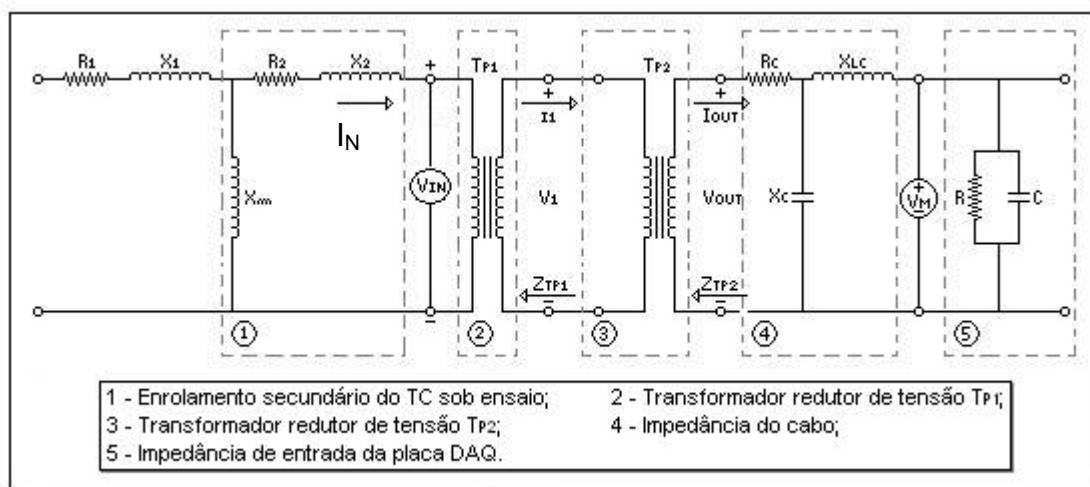 R1 X1 R2 X2 + TP1 TP2 RC XLC
+ I1 + IOUT
IN
Xm VIN V1 VOUT XC + VM R C
ZTP1 ZTP2
− − −
1 2 3 4 5
1 - Enrolamento secundário do TC sob ensaio;
2 - Transformador redutor de tensão TP1;
3 - Transformador redutor de tensão TP2;
4 - Impedância do cabo;
5 - Impedância de entrada da placa DAQ.